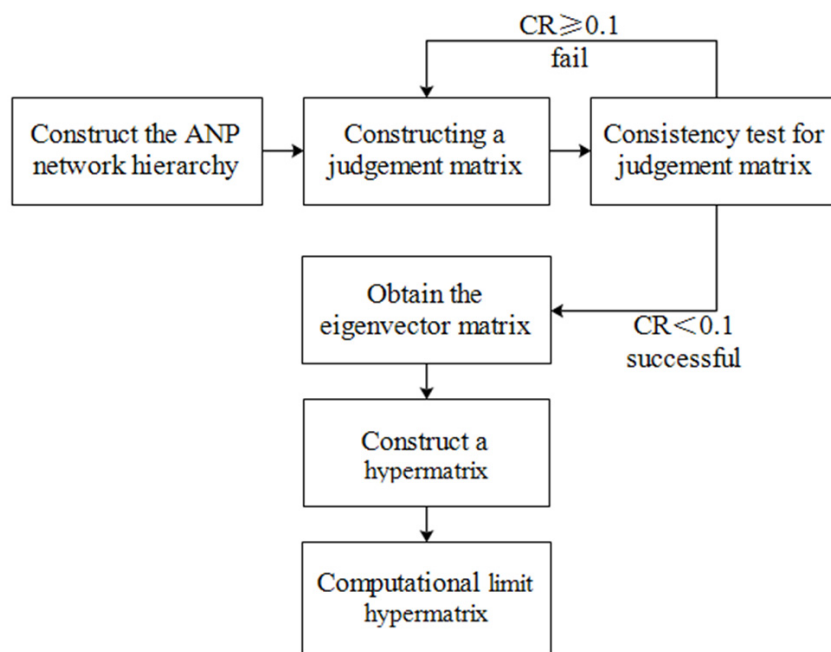 CR≥0.1
fail
Construct the ANP
network hierarchy
Constructing a
judgement matrix
Consistency test for
judgement matrix
Obtain the
eigenvector matrix
CR<0.1
successful
Construct a
hypermatrix
Computational limit
hypermatrix